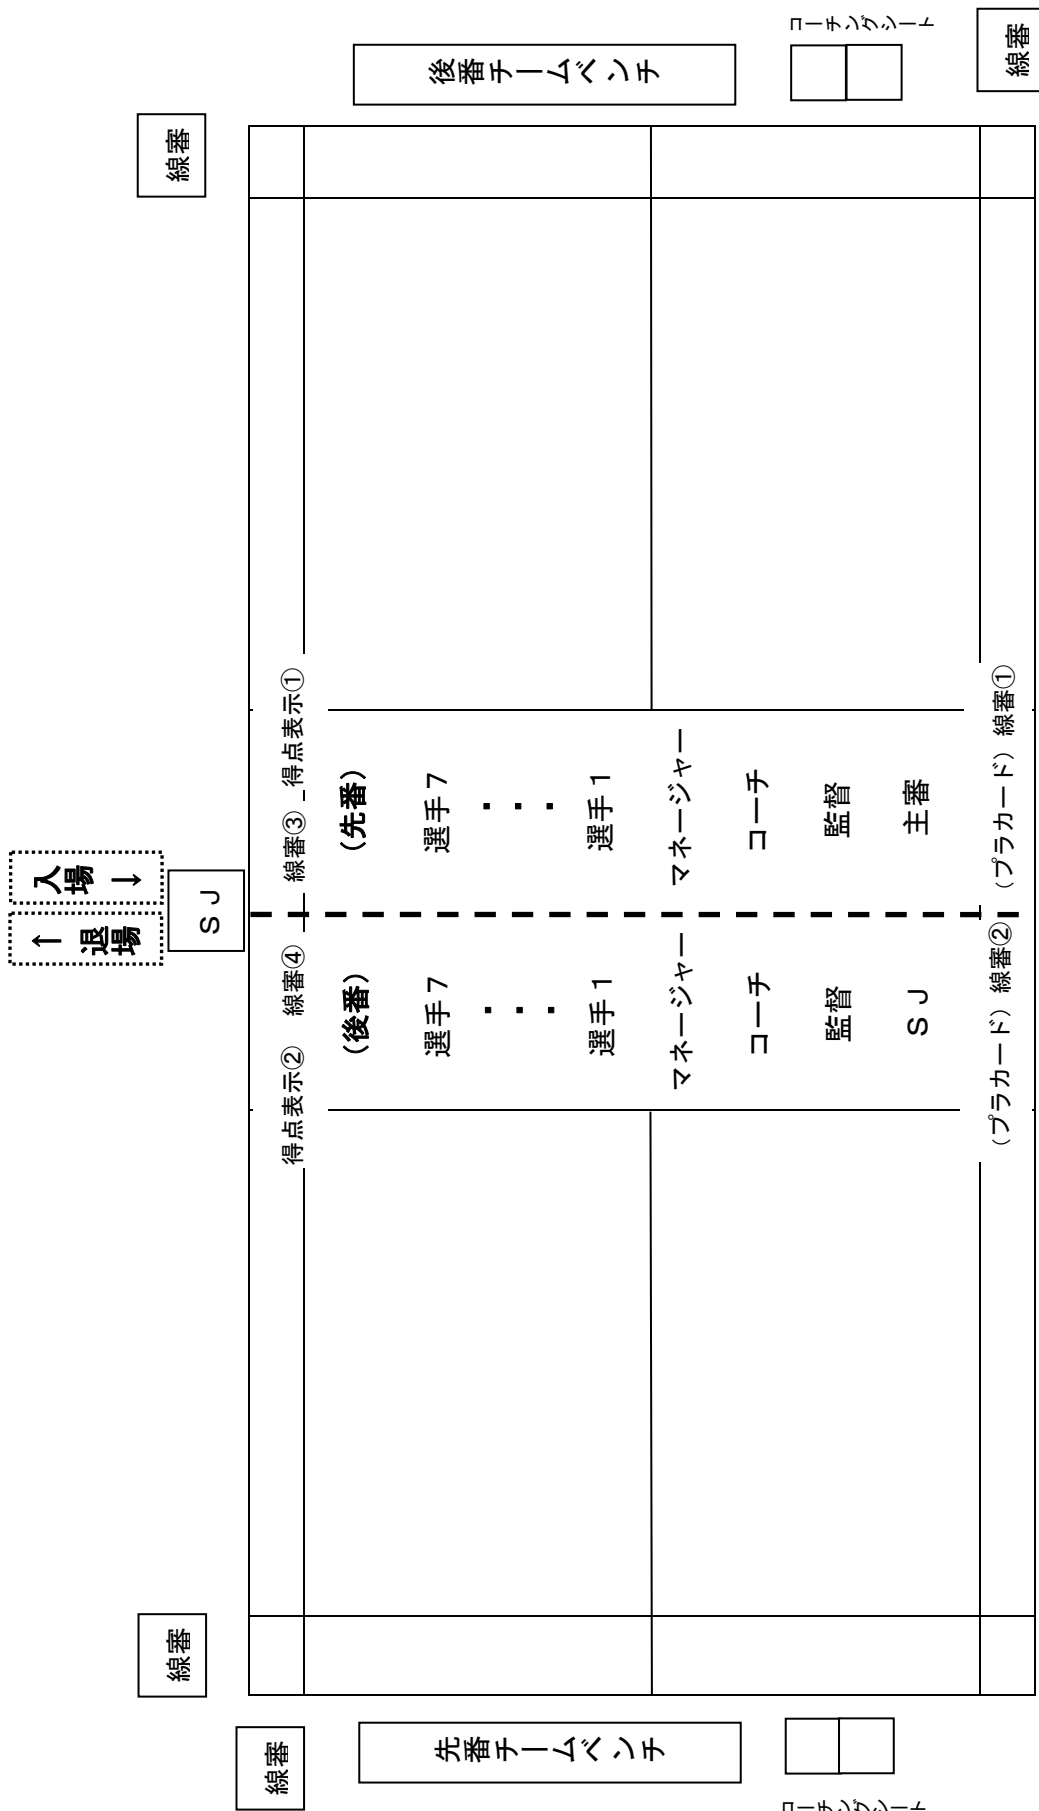 コーチングシート
線審
後番チームベンチ
線審
入場
↓
↑
退場
ＳＪ
得点表示①
線審③
線審④
得点表示②
（先番）
選手７
・・・
選手１
マネージャー
コーチ
監督
主審
（プラカード）線審①
（後番）
選手７
・・・
選手１
マネージャー
コーチ
監督
ＳＪ
（プラカード）線審②
線審
線審
先番チームベンチ
コーチングシート